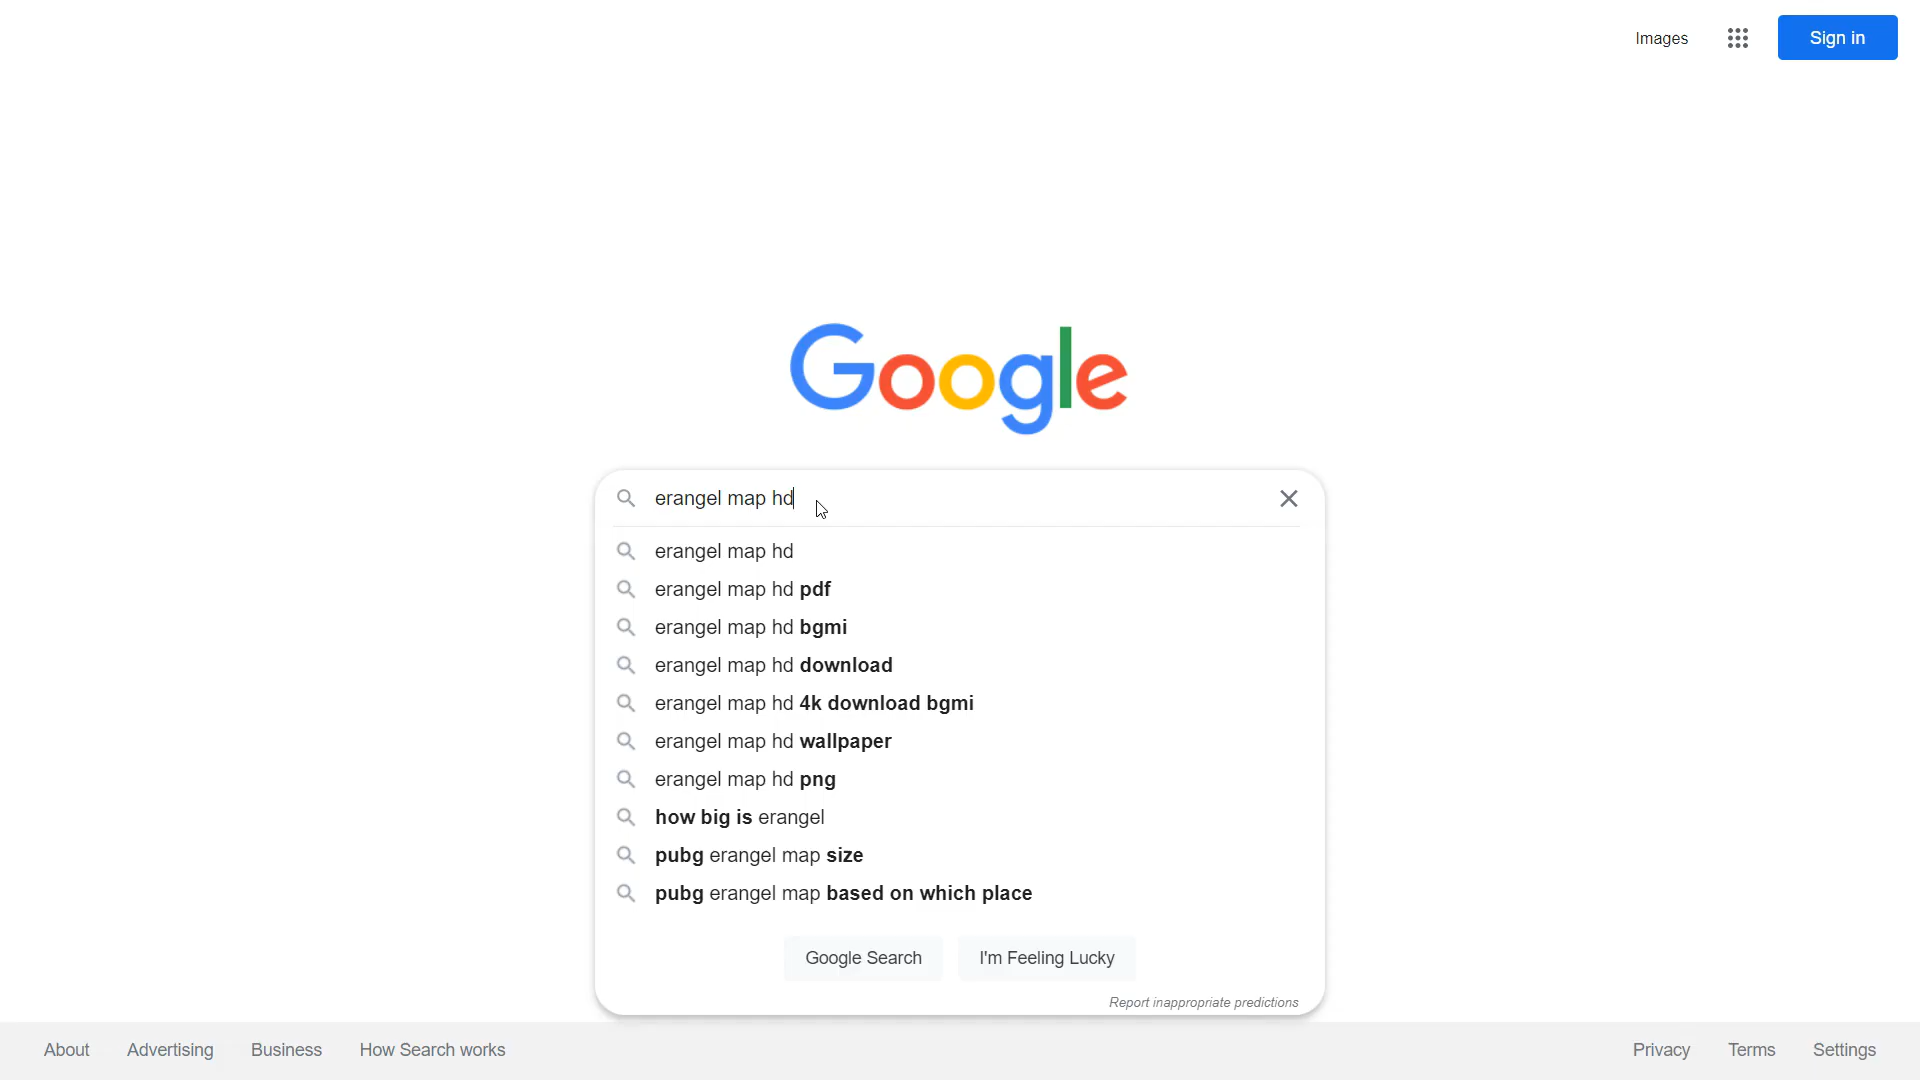 Images
Sign in
Google
erangel map hd
erangel map hd
erangel map hd pdf
erangel map hd bgmi
erangel map hd download
erangel map hd 4k download bgmi
erangel map hd wallpaper
erangel map hd png
how big is erangel
pubg erangel map size
pubg erangel map based on which place
Google Search
I'm Feeling Lucky
Report inappropriate predictions
About
Advertising
Business
How Search works
Privacy
Terms
Settings